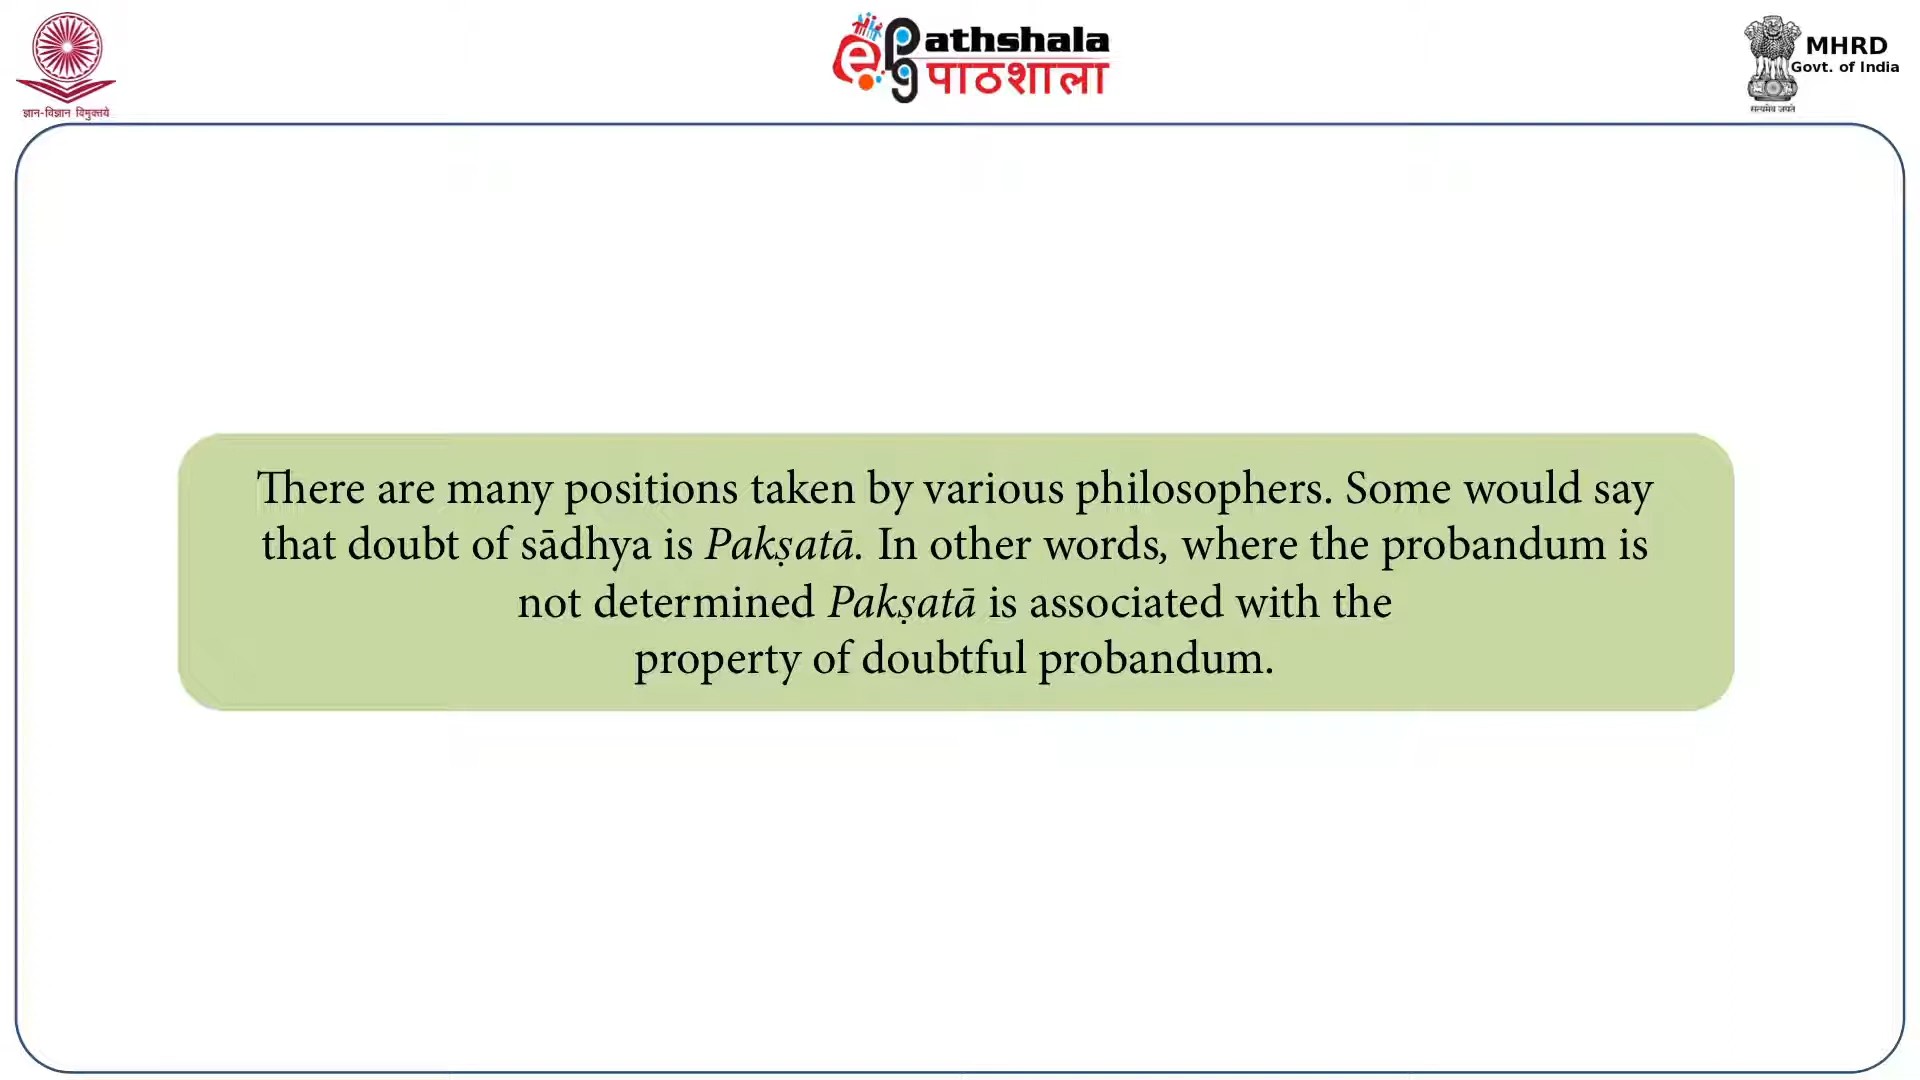 ज्ञान-विज्ञान विमुक्तये
e PG Pathshala
पाठशाला
MHRD
Govt. of India
सत्यमेव जयते
There are many positions taken by various philosophers. Some would say
that doubt of sādhya is Pakṣatā. In other words, where the probandum is
not determined Pakṣatā is associated with the
property of doubtful probandum.